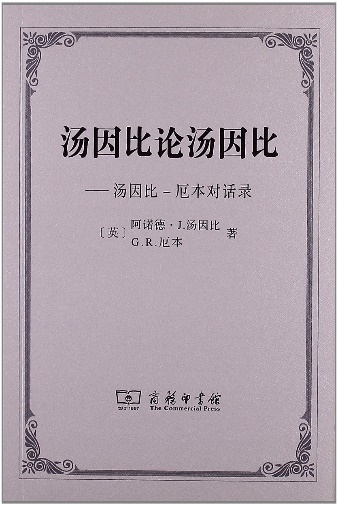 汤因比论汤因比
——汤因比－厄本对话录
〔英〕阿诺德·J.汤因比
G.R.厄本
著
商务印书馆
The Commercial Press